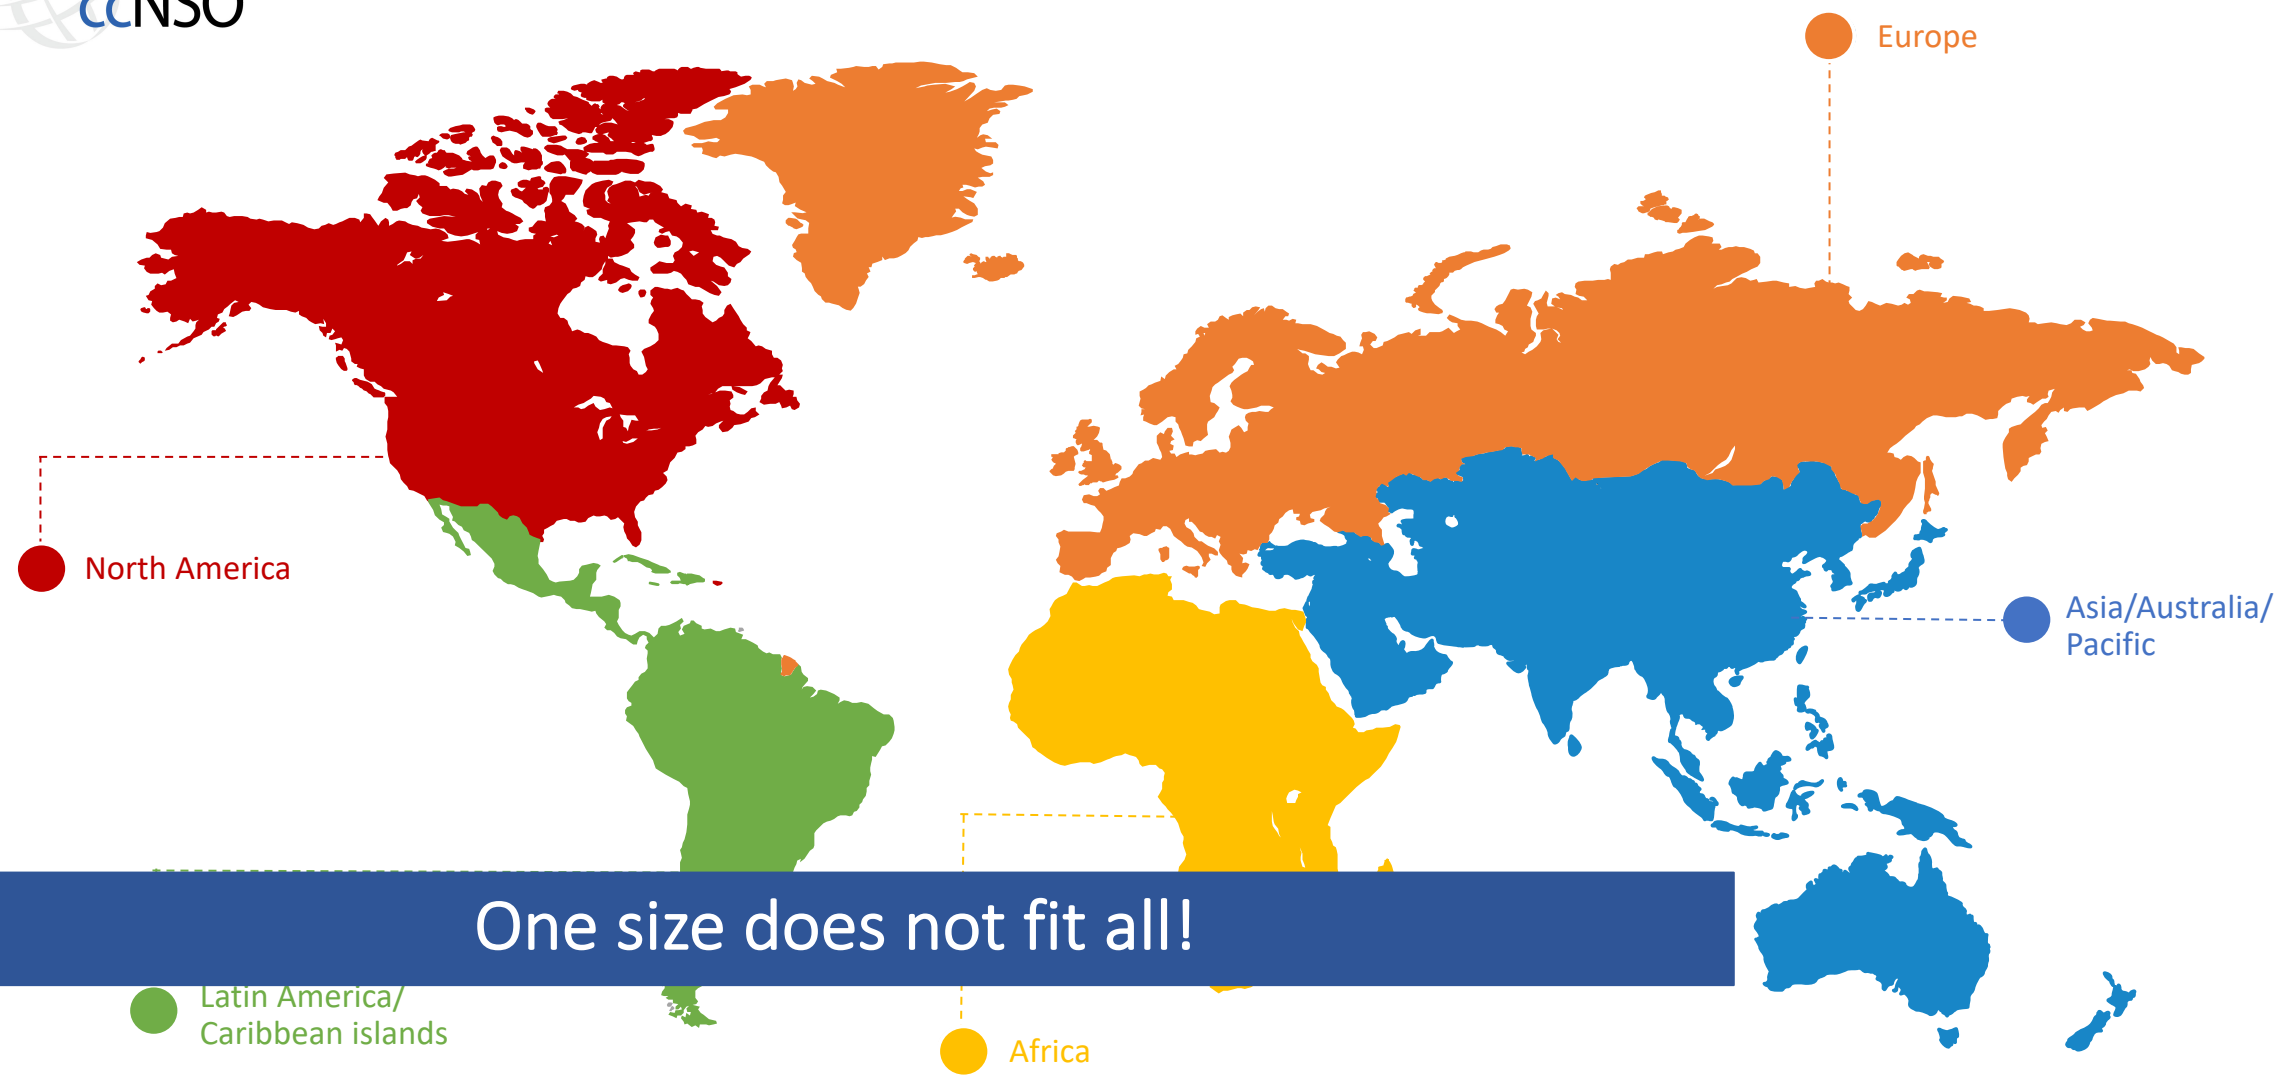 ccNSO
Europe
North America
Asia/Australia/
Pacific
One size does not fit all!
Latin America/
Caribbean islands
Africa